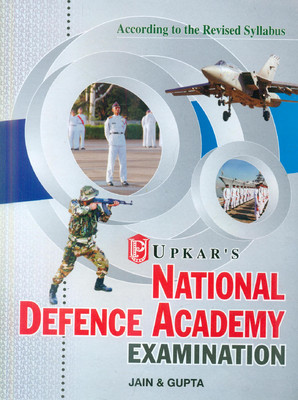 According to the Revised Syllabus
UPKAR'S
NATIONAL
DEFENCE ACADEMY
EXAMINATION
JAIN & GUPTA